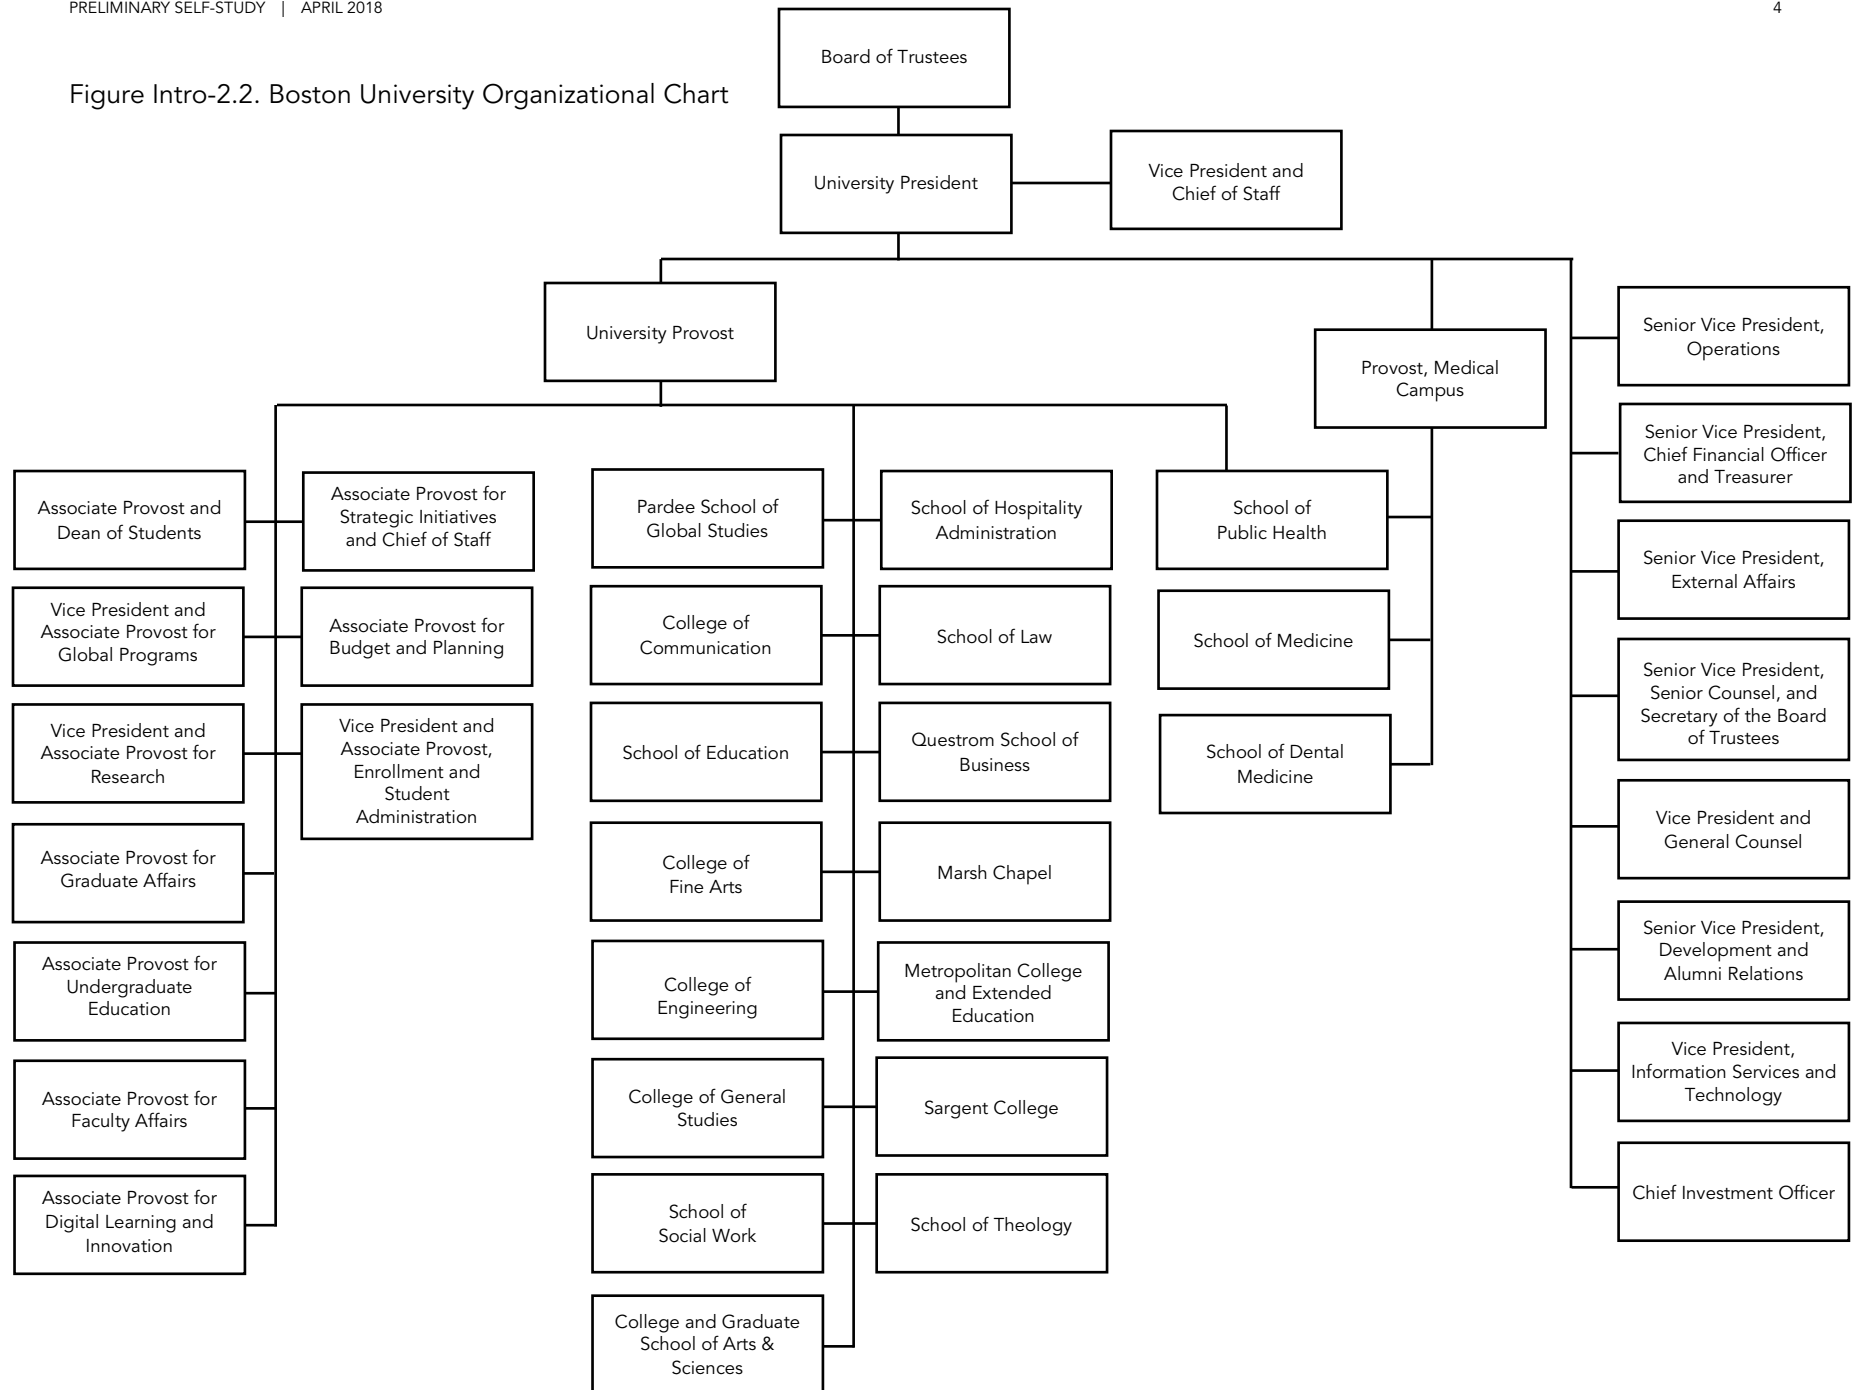 PRELIMINARY SELF-STUDY | APRIL 2018
4
Figure Intro-2.2. Boston University Organizational Chart
Board of Trustees
University President
Vice President and
Chief of Staff
University Provost
Provost, Medical
Campus
Associate Provost and
Dean of Students
Vice President and
Associate Provost for
Global Programs
Vice President and
Associate Provost for
Research
Associate Provost for
Graduate Affairs
Associate Provost for
Undergraduate
Education
Associate Provost for
Faculty Affairs
Associate Provost for
Digital Learning and
Innovation
Associate Provost for
Strategic Initiatives
and Chief of Staff
Associate Provost for
Budget and Planning
Vice President and
Associate Provost,
Enrollment and
Student
Administration
Pardee School of
Global Studies
College of
Communication
School of Education
College of
Fine Arts
College of
Engineering
College of General
Studies
School of
Social Work
College and Graduate
School of Arts &
Sciences
School of Hospitality
Administration
School of Law
Questrom School of
Business
Marsh Chapel
Metropolitan College
and Extended
Education
Sargent College
School of Theology
School of
Public Health
School of Medicine
School of Dental
Medicine
Senior Vice President,
Operations
Senior Vice President,
Chief Financial Officer
and Treasurer
Senior Vice President,
External Affairs
Senior Vice President,
Senior Counsel, and
Secretary of the Board
of Trustees
Vice President and
General Counsel
Senior Vice President,
Development and
Alumni Relations
Vice President,
Information Services and
Technology
Chief Investment Officer